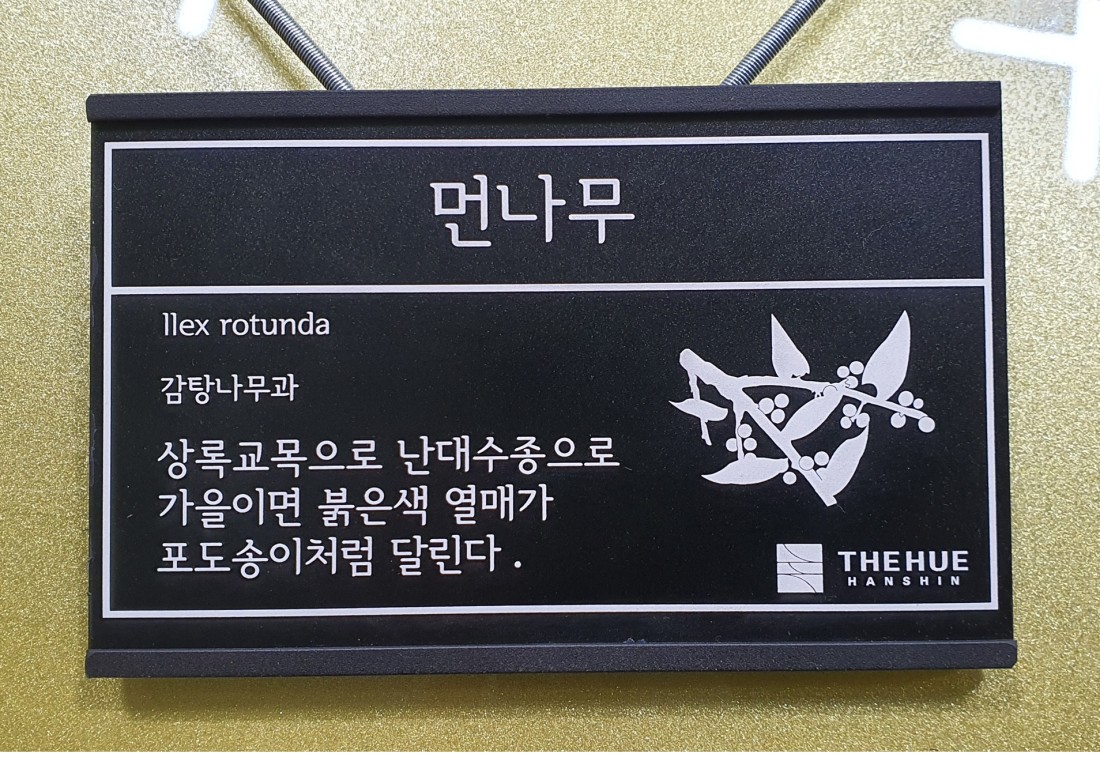 먼나무
Ilex rotunda
감탕나무과
상록교목으로 난대수종으로
가을이면 붉은색 열매가
포도송이처럼 달린다 .
THEHUE
HANSHIN